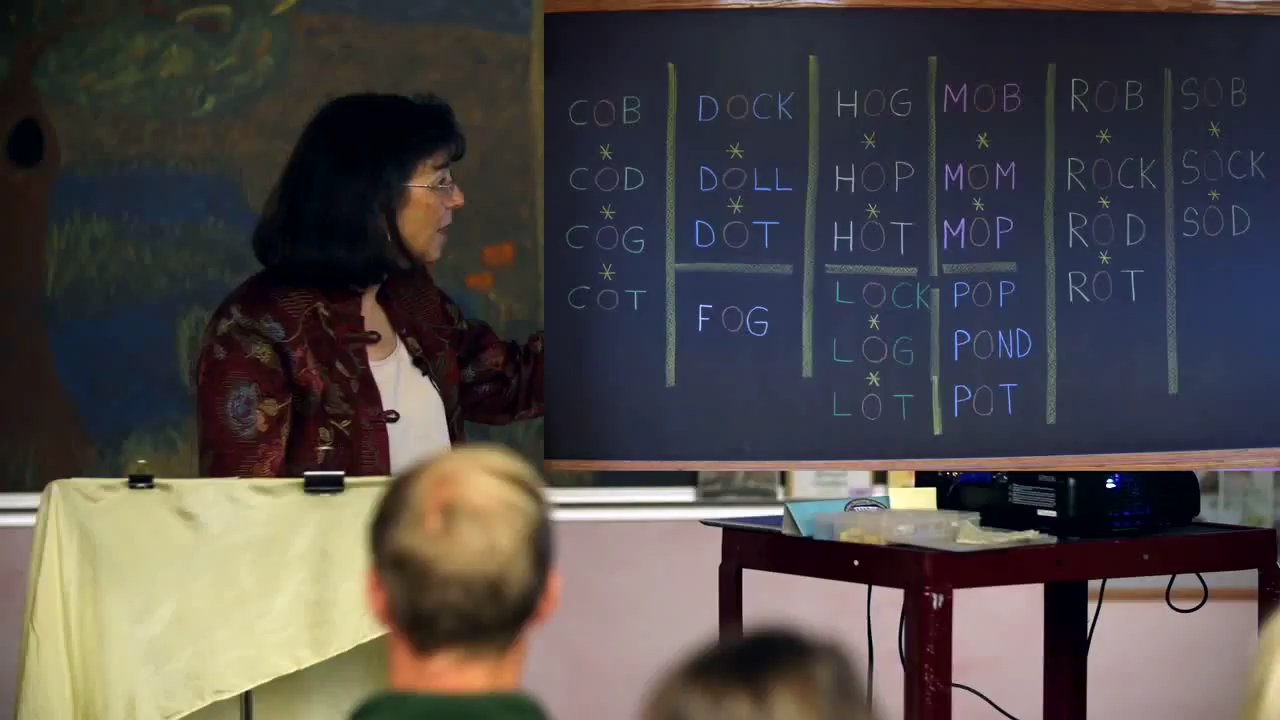 COB
*
COD
*
COG
*
COT
DOCK
*
DOLL
*
DOT
FOG
HOG
*
HOP
*
HOT
LOCK
*
LOG
*
LOT
MOB
*
MOM
*
MOP
POP
POND
POT
ROB
*
ROCK
*
ROD
*
ROT
SOB
*
SOCK
*
SOD